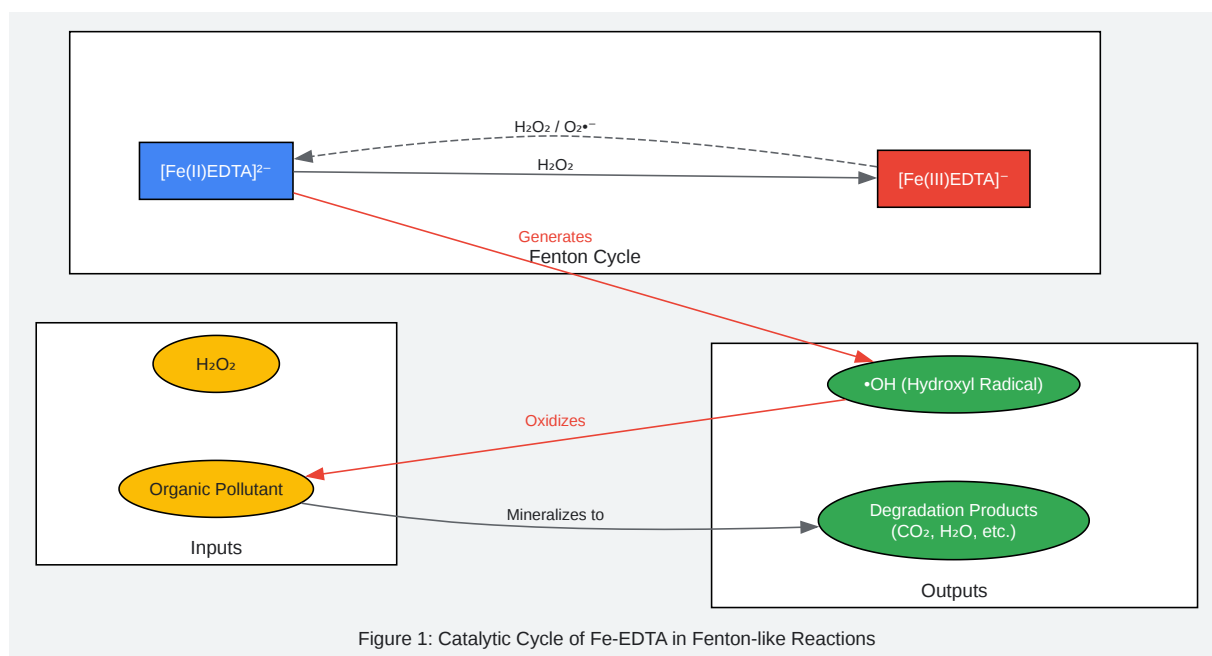 H₂O₂ / O₂•⁻
[Fe(II)EDTA]²⁻
H₂O₂
[Fe(III)EDTA]⁻
Generates
Fenton Cycle
H₂O₂
•OH (Hydroxyl Radical)
Oxidizes
Organic Pollutant
Mineralizes to
Degradation Products
(CO₂, H₂O, etc.)
Inputs
Outputs
Figure 1: Catalytic Cycle of Fe-EDTA in Fenton-like Reactions